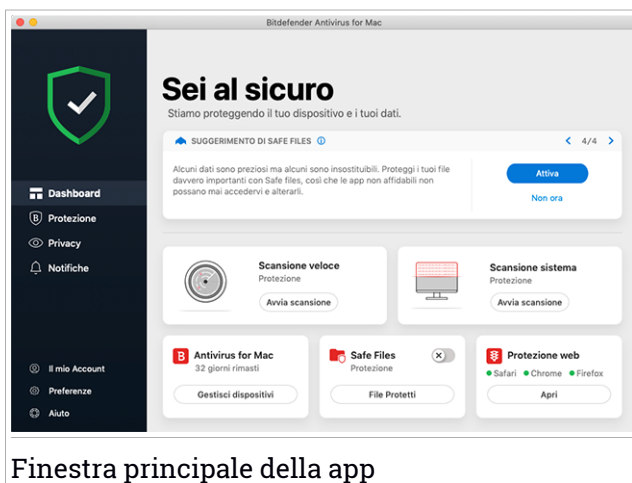 Bitdefender Antivirus for Mac
Sei al sicuro
Stiamo proteggendo il tuo dispositivo e i tuoi dati.
SUGGERIMENTO DI SAFE FILES
4/4
Alcuni dati sono preziosi ma alcuni sono insostituibili. Proteggi i tuoi file
davvero importanti con Safe files, così che le app non affidabili non
possano mai accedervi e alterarli.
Attiva
Non ora
Dashboard
B Protezione
Privacy
Notifiche
Il mio Account
Preferenze
Aiuto
Scansione veloce
Protezione
Avvia scansione
Scansione sistema
Protezione
Avvia scansione
B Antivirus for Mac
32 giorni rimasti
Gestisci dispositivi
Safe Files
Protezione
File Protetti
Protezione web
Safari Chrome Firefox
Apri
Finestra principale della app